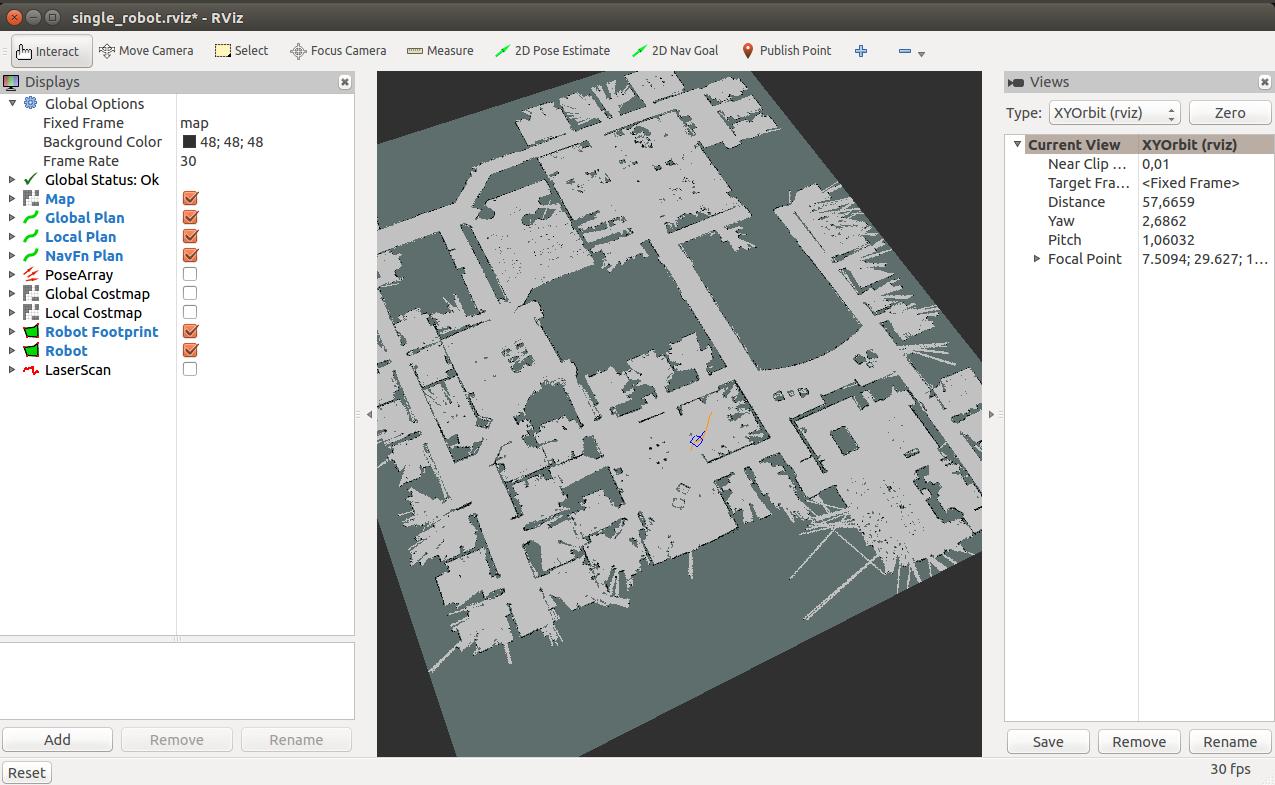 single_robot.rviz* - RViz
Interact Move Camera Select Focus Camera Measure 2D Pose Estimate 2D Nav Goal Publish Point
Displays
Global Options
Fixed Frame map
Background Color 48; 48; 48
Frame Rate 30
Global Status: Ok
Map
Global Plan
Local Plan
NavFn Plan
PoseArray
Global Costmap
Local Costmap
Robot Footprint
Robot
LaserScan
Add Remove Rename
Reset
Views
Type: XYOrbit (rviz) Zero
Current View XYOrbit (rviz)
Near Clip ... 0,01
Target Fra... <Fixed Frame>
Distance 57,6659
Yaw 2,6862
Pitch 1,06032
Focal Point 7.5094; 29.627; 1...
Save Remove Rename
30 fps